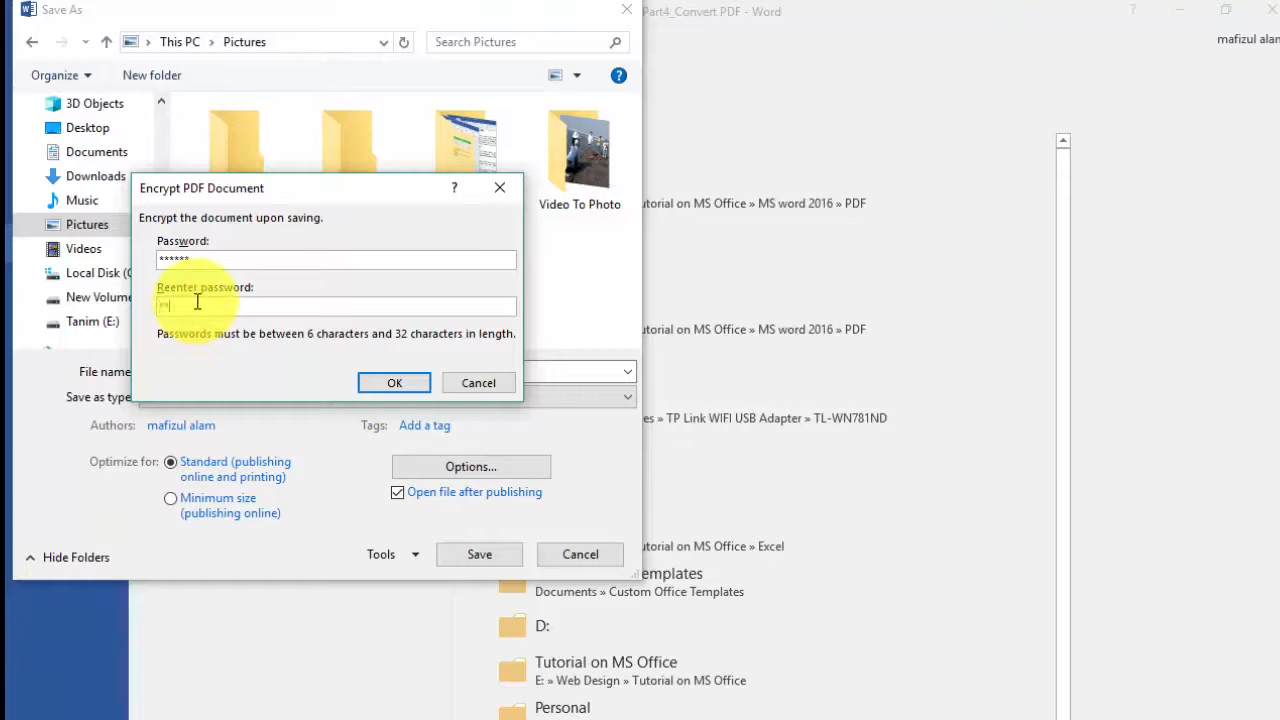 Save As
Part4_Convert PDF - Word
?
mafizul alam
This PC > Pictures
Search Pictures
Organize
New folder
?
3D Objects
Desktop
Documents
Downloads
Music
Pictures
Videos
Local Disk (
New Volume
Tanim (E:)
Video To Photo
Encrypt PDF Document
?
Encrypt the document upon saving.
Password:
******
Reenter password:
**
Passwords must be between 6 characters and 32 characters in length.
OK
Cancel
File name
Save as type
Authors: mafizul alam
Tags: Add a tag
Optimize for:
Standard (publishing
online and printing)
Minimum size
(publishing online)
Options...
Open file after publishing
Hide Folders
Tools
Save
Cancel
utorial on MS Office » MS word 2016 » PDF
utorial on MS Office » MS word 2016 » PDF
es » TP Link WIFI USB Adapter » TL-WN781ND
utorial on MS Office » Excel
emplates
Documents » Custom Office Templates
D:
Tutorial on MS Office
E: » Web Design » Tutorial on MS Office
Personal